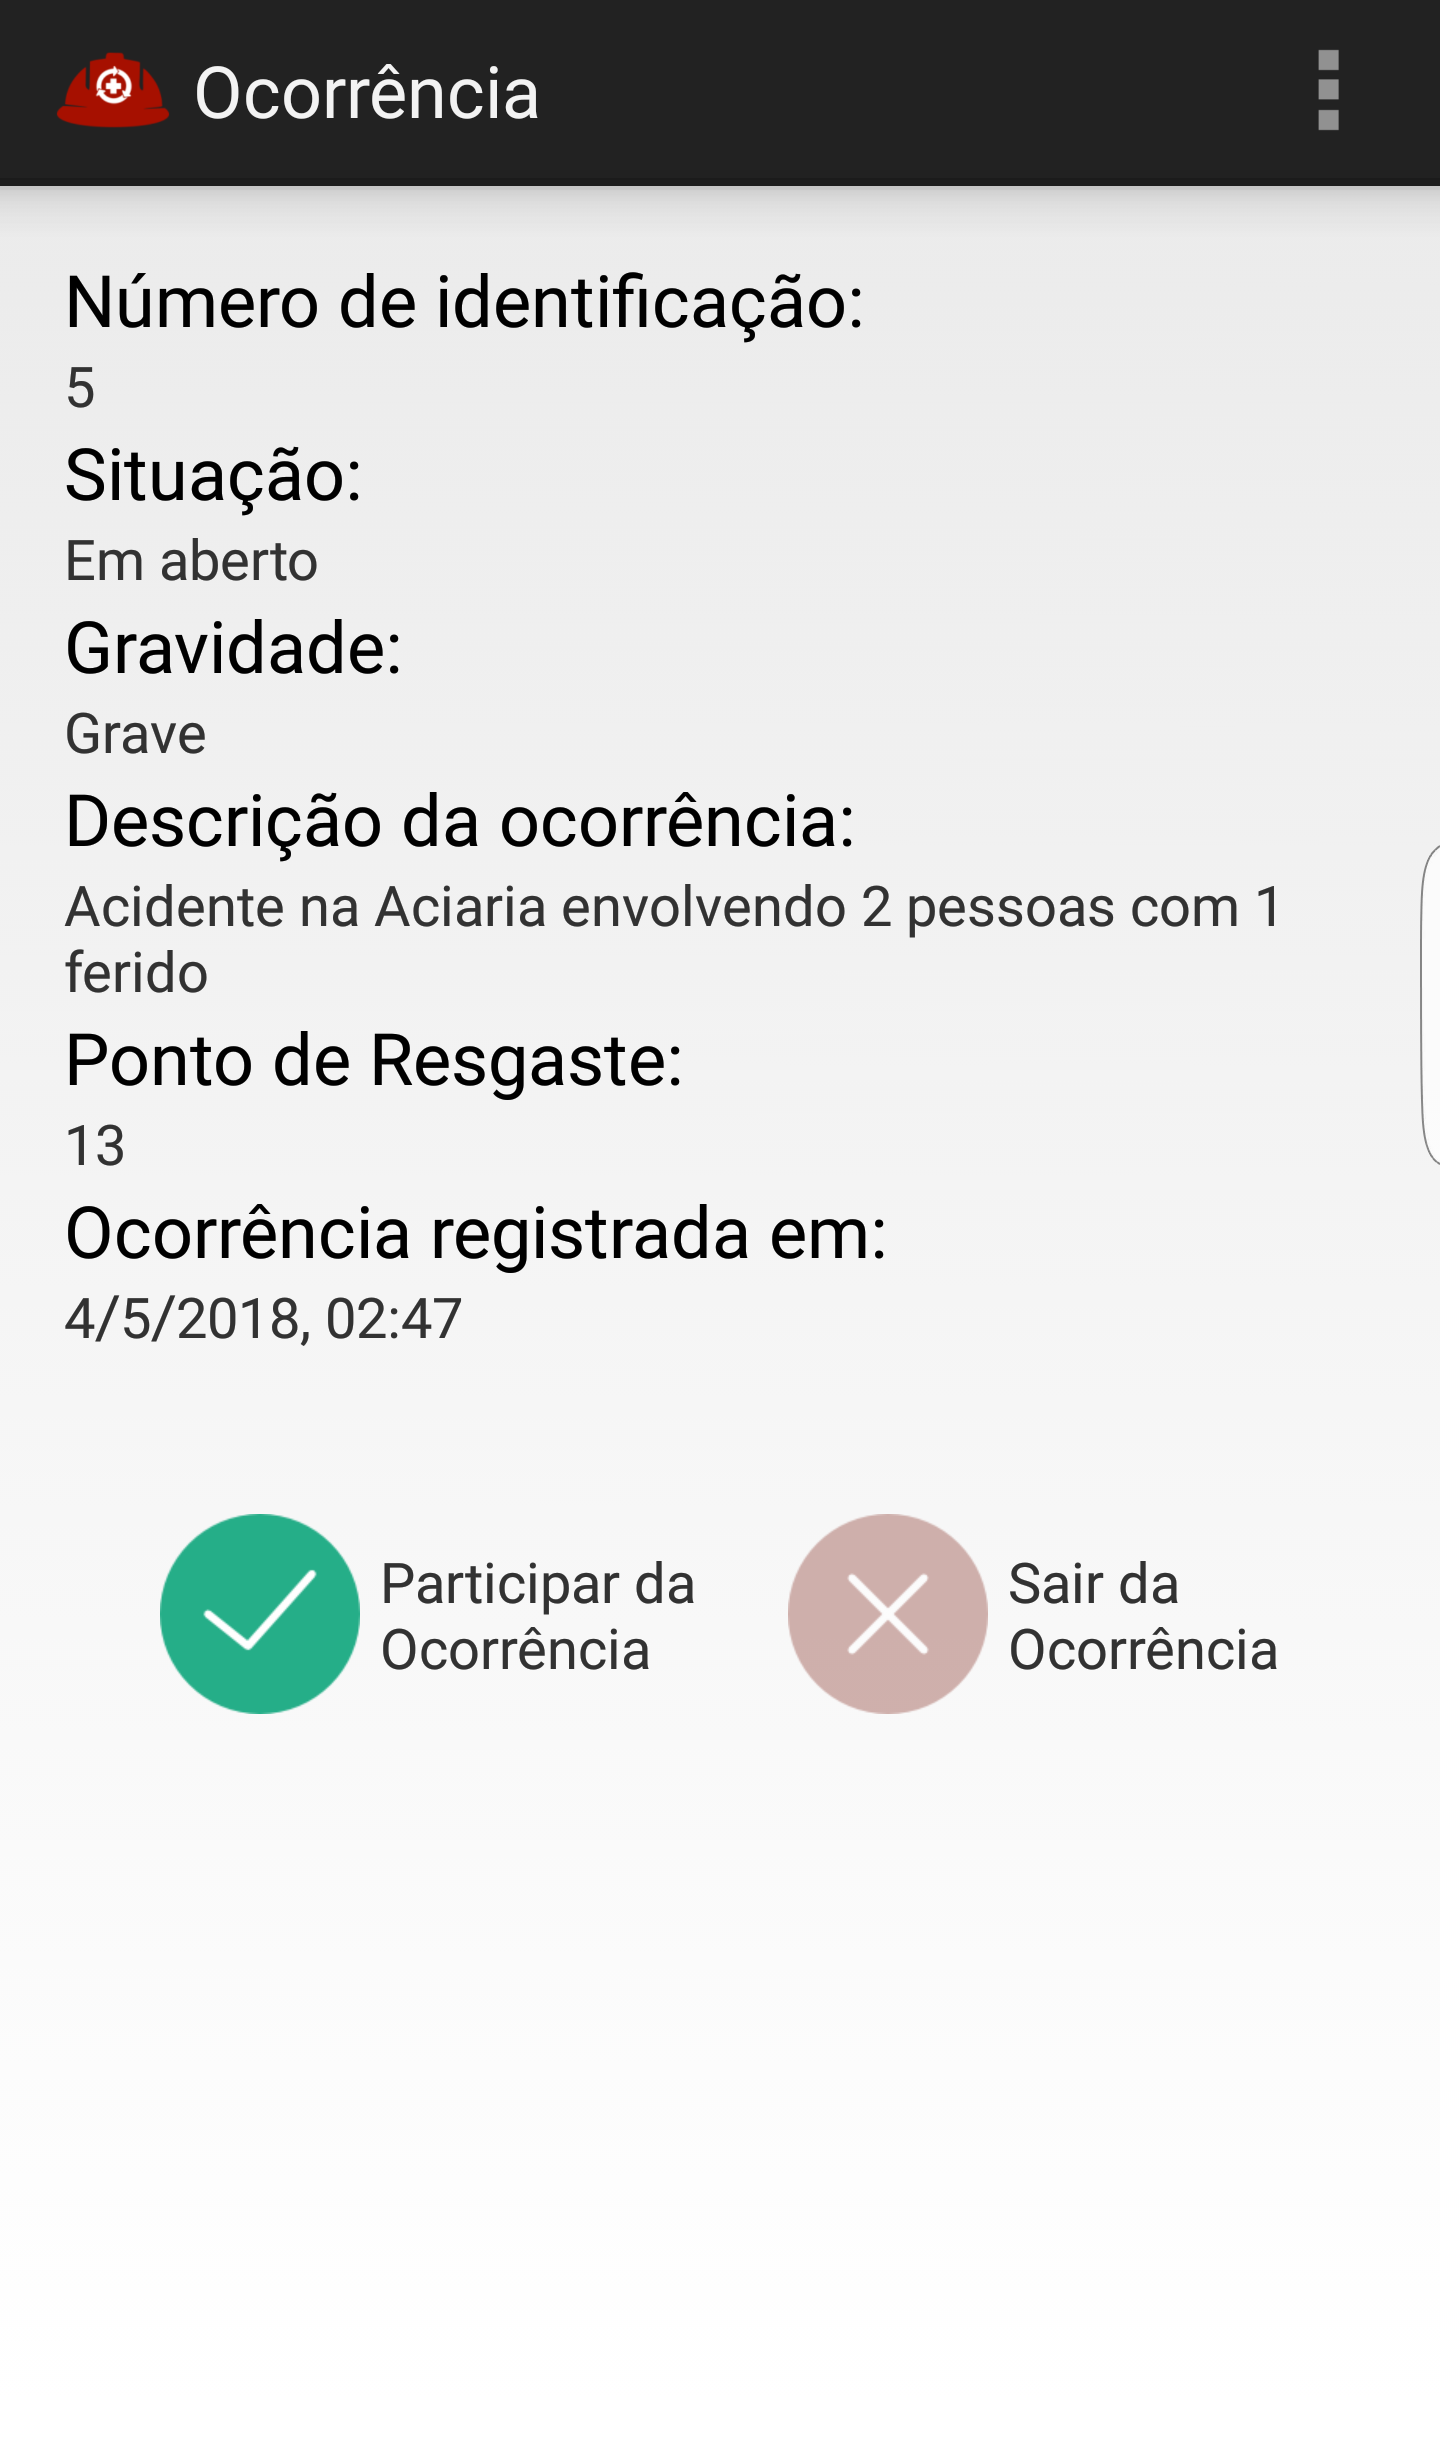 Ocorrência
Número de identificação:
5
Situação:
Em aberto
Gravidade:
Grave
Descrição da ocorrência:
Acidente na Aciaria envolvendo 2 pessoas com 1
ferido
Ponto de Resgaste:
13
Ocorrência registrada em:
4/5/2018, 02:47
Participar da
Ocorrência
Sair da
Ocorrência